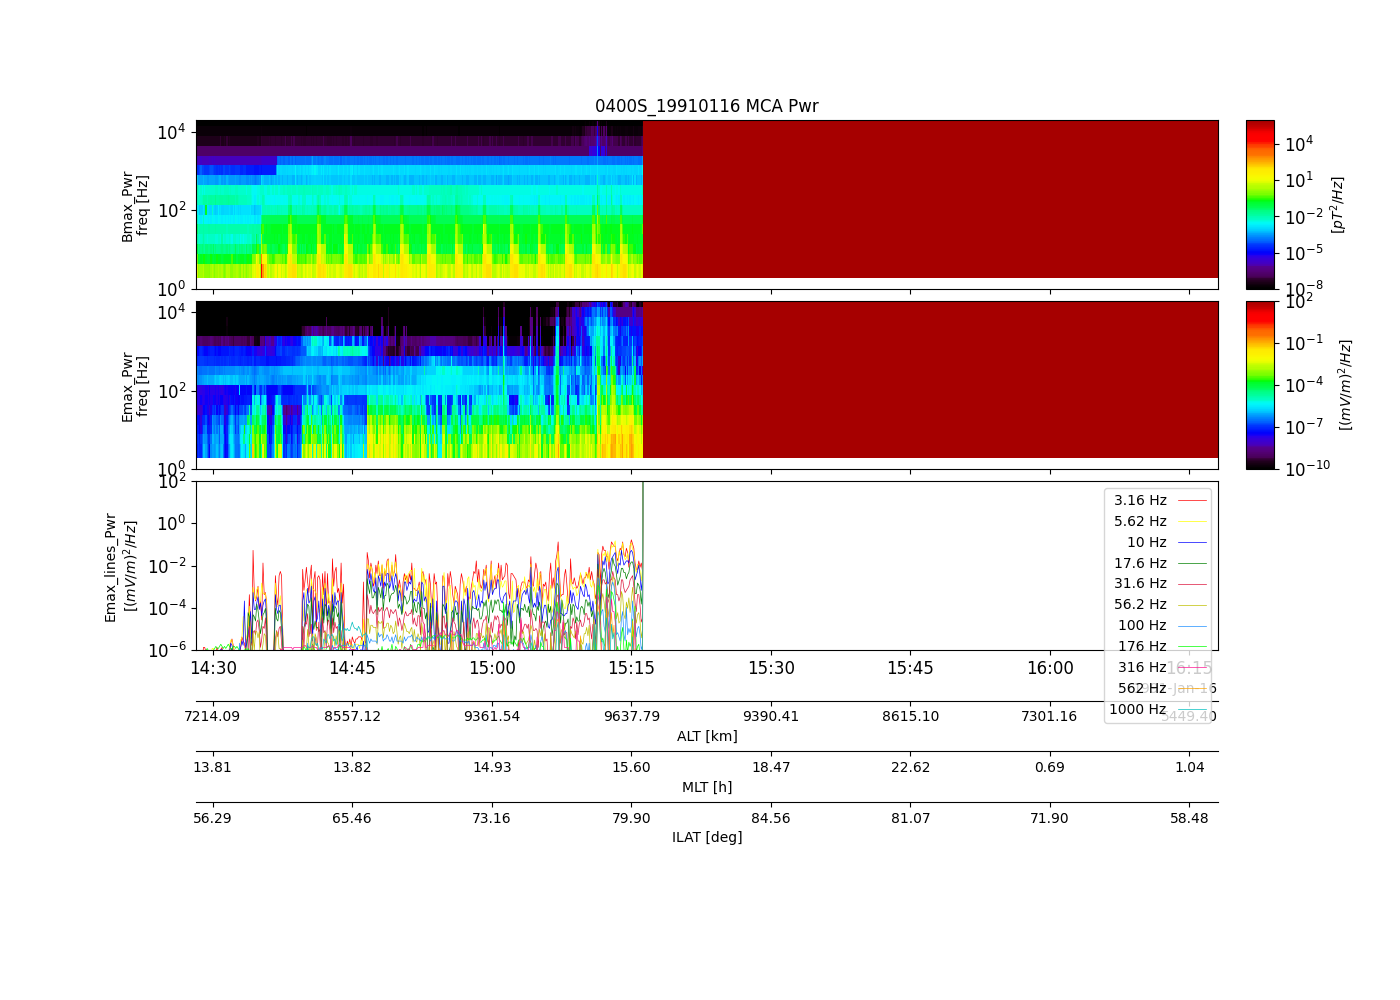 0400S_19910116 MCA Pwr
Bmax_Pwr
freq [Hz]
10^4
10^2
10^0
10^4
10^1
10^-2
10^-5
10^-8
[pT^2/Hz]
Emax_Pwr
freq [Hz]
10^4
10^2
10^0
10^2
10^-1
10^-4
10^-7
10^-10
[(mV/m)^2/Hz]
Emax_lines_Pwr
[(mV/m)^2/Hz]
10^2
10^0
10^-2
10^-4
10^-6
3.16 Hz
5.62 Hz
10 Hz
17.6 Hz
31.6 Hz
56.2 Hz
100 Hz
176 Hz
316 Hz
562 Hz
1000 Hz
14:30 14:45 15:00 15:15 15:30 15:45 16:00 16:15
-Jan-16
7214.09 8557.12 9361.54 9637.79 9390.41 8615.10 7301.16 5449.40
ALT [km]
13.81 13.82 14.93 15.60 18.47 22.62 0.69 1.04
MLT [h]
56.29 65.46 73.16 79.90 84.56 81.07 71.90 58.48
ILAT [deg]